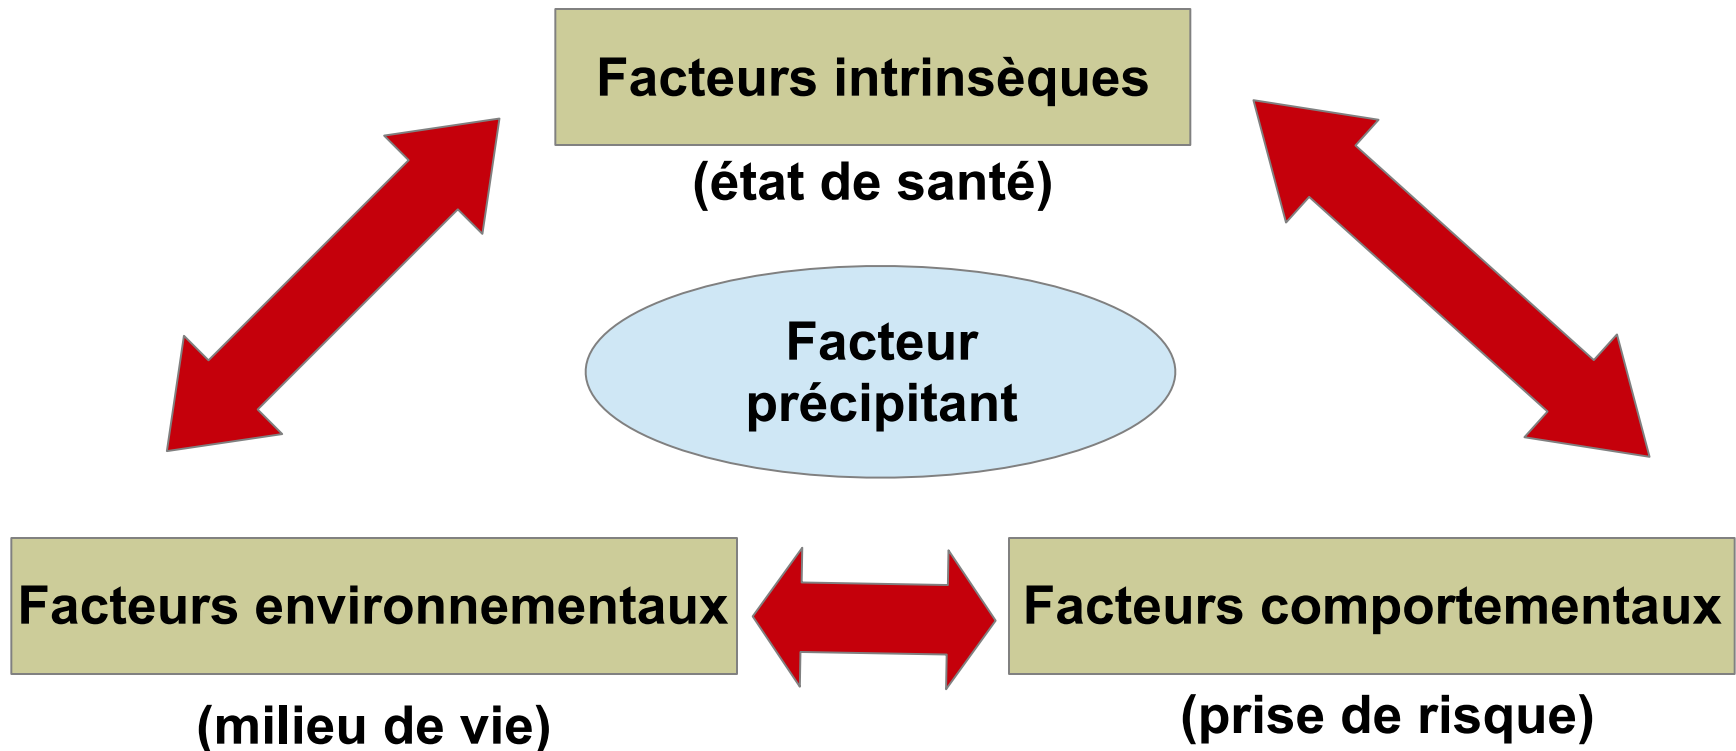 Facteurs intrinsèques
(état de santé)
Facteur
précipitant
Facteurs environnementaux
(milieu de vie)
Facteurs comportementaux
(prise de risque)